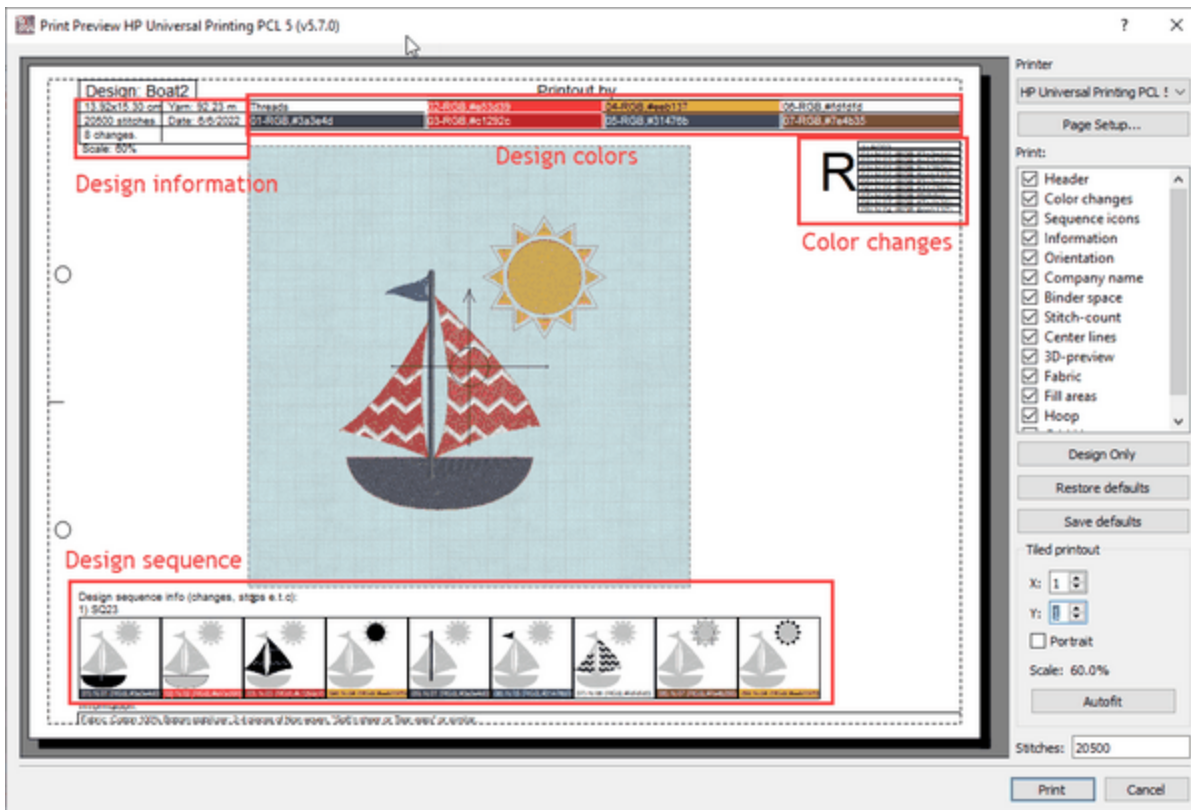 Print Preview HP Universal Printing PCL 5 (v5.7.0)
Printer
HP Universal Printing PCL 5
Page Setup...
Print:
Header
Color changes
Sequence icons
Information
Orientation
Company name
Binder space
Stitch-count
Center lines
3D-preview
Fabric
Fill areas
Hoop
Design Only
Restore defaults
Save defaults
Tiled printout
X: 1
Y:
Portrait
Scale: 60.0%
Autofit
Stitches: 20500
Print Cancel
Design: Boat2
Printout by
13.92x15.30 cm Yarn: 92.23 m
20500 stitches Date: 6/6/2022
8 changes.
Scale: 60%
Threads 02-RGB, #e53d39 04-RGB, #eeb137 06-RGB, #fdfdfd
01-RGB, #3a3e4d 03-RGB, #c1292c 05-RGB, #31476b 07-RGB, #7e4b35
Design information
Design colors
R
Color changes
Design sequence
Design sequence info (changes, stops e.t.c):
1) SQ23
Information: